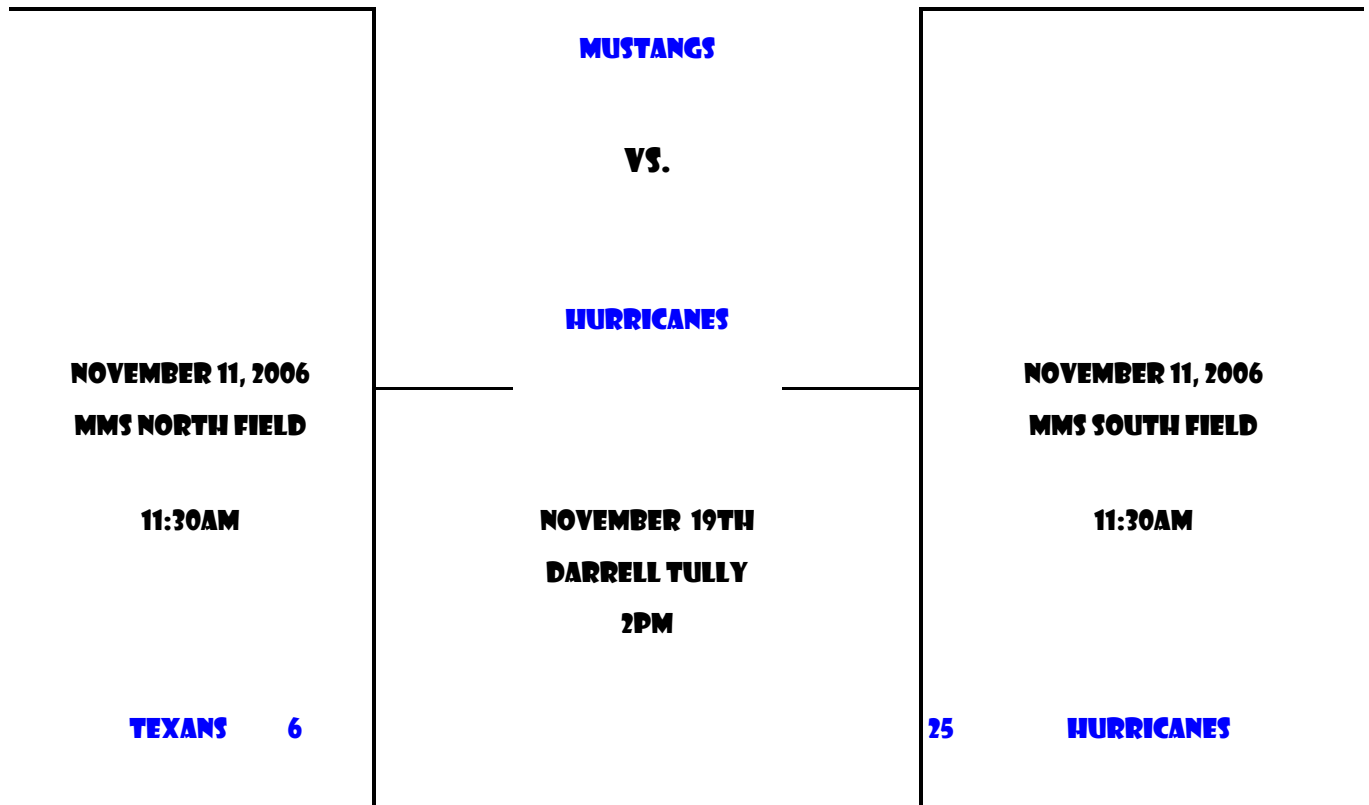 MUSTANGS
VS.
HURRICANES
NOVEMBER 11, 2006
MMS NORTH FIELD
11:30AM
NOVEMBER 19TH
DARRELL TULLY
2PM
NOVEMBER 11, 2006
MMS SOUTH FIELD
11:30AM
TEXANS 6
25 HURRICANES